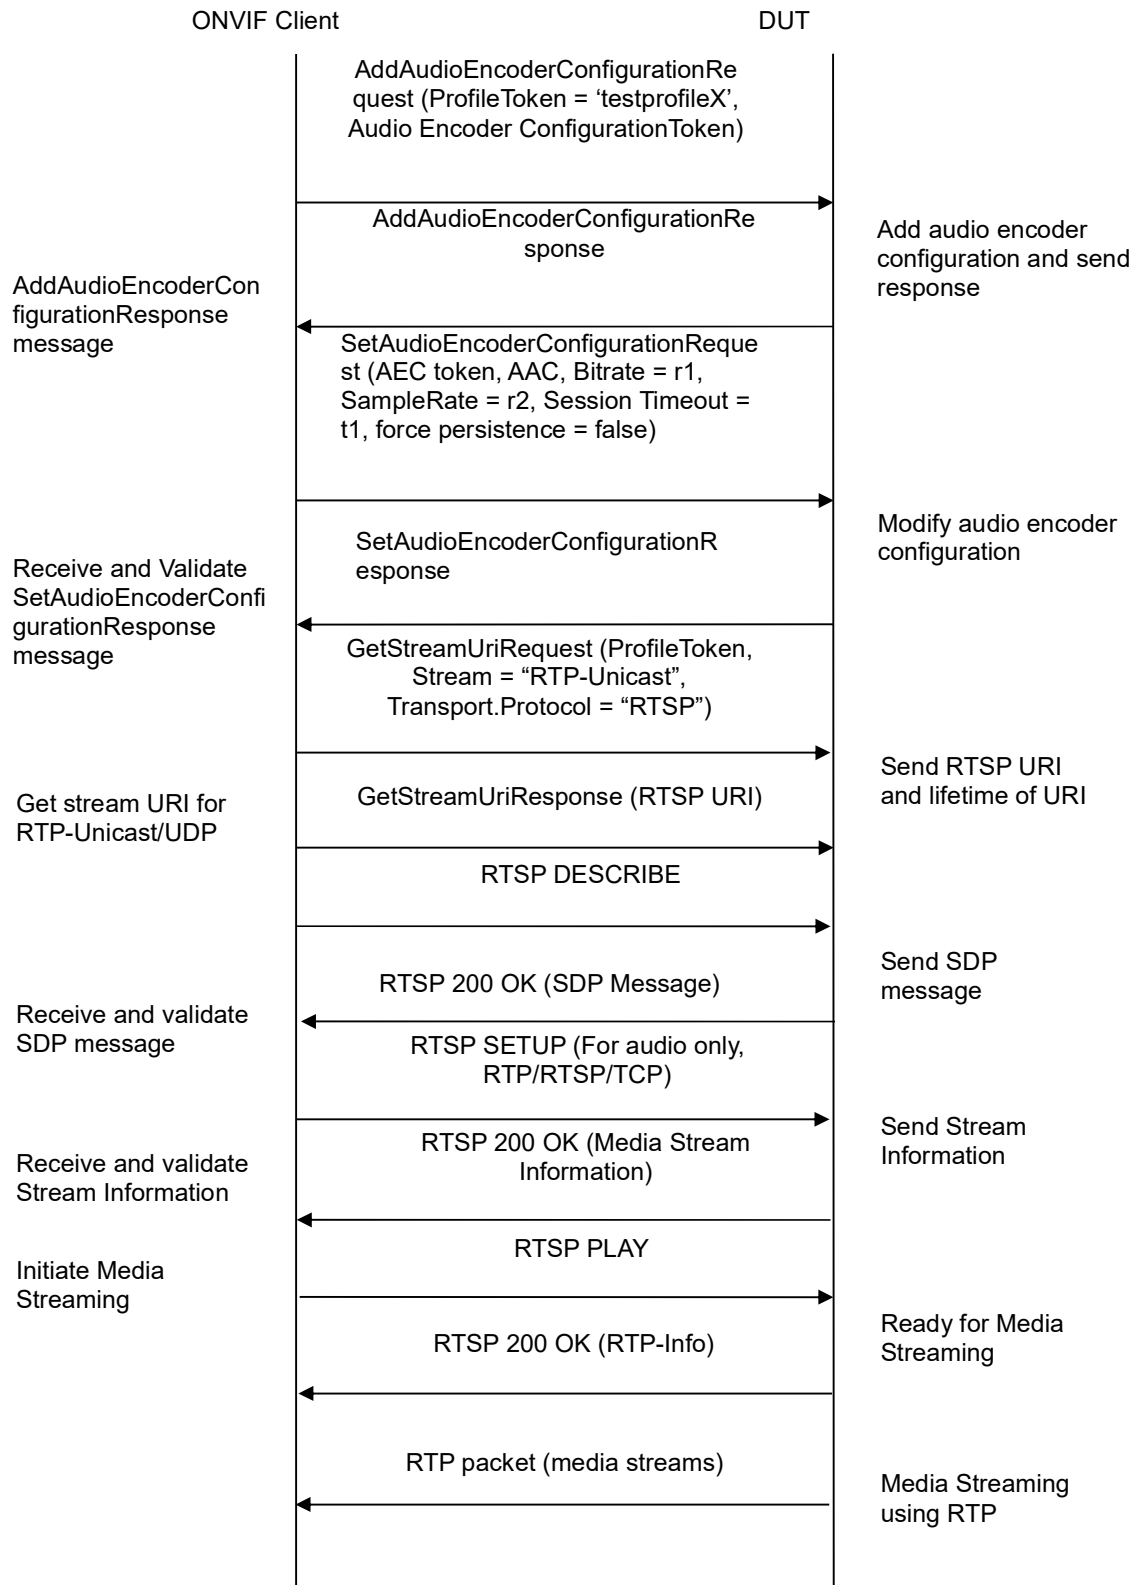 ONVIF Client
DUT
AddAudioEncoderConfigurationRe
quest (ProfileToken = ‘testprofileX’,
Audio Encoder ConfigurationToken)
AddAudioEncoderConfigurationRe
sponse
Add audio encoder
configuration and send
response
AddAudioEncoderCon
figurationResponse
message
SetAudioEncoderConfigurationReque
st (AEC token, AAC, Bitrate = r1,
SampleRate = r2, Session Timeout =
t1, force persistence = false)
Modify audio encoder
configuration
SetAudioEncoderConfigurationR
esponse
Receive and Validate
SetAudioEncoderConfi
gurationResponse
message
GetStreamUriRequest (ProfileToken,
Stream = “RTP-Unicast”,
Transport.Protocol = “RTSP”)
Send RTSP URI
and lifetime of URI
GetStreamUriResponse (RTSP URI)
Get stream URI for
RTP-Unicast/UDP
RTSP DESCRIBE
Send SDP
message
RTSP 200 OK (SDP Message)
Receive and validate
SDP message
RTSP SETUP (For audio only,
RTP/RTSP/TCP)
Send Stream
Information
RTSP 200 OK (Media Stream
Information)
Receive and validate
Stream Information
RTSP PLAY
Initiate Media
Streaming
Ready for Media
Streaming
RTSP 200 OK (RTP-Info)
RTP packet (media streams)
Media Streaming
using RTP